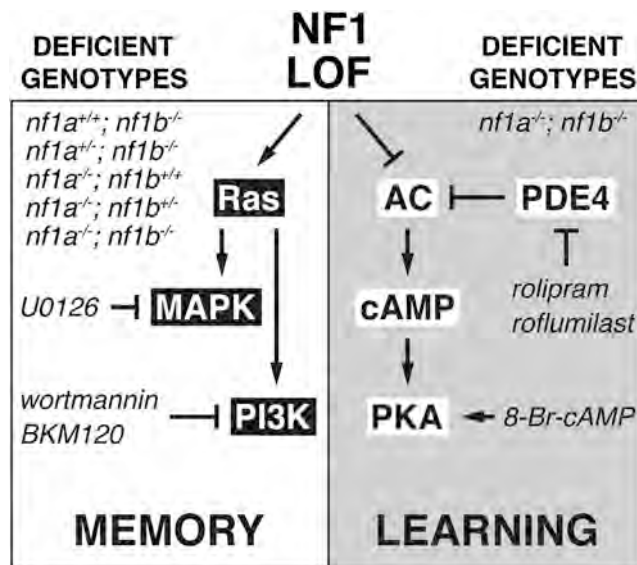 NF1
LOF
DEFICIENT
GENOTYPES
nf1a+/+; nf1b-/-
nf1a+/-; nf1b-/-
nf1a-/-; nf1b+/+
nf1a-/-; nf1b+/-
nf1a-/-; nf1b-/-
Ras
U0126
MAPK
wortmannin
BKM120
PI3K
MEMORY
DEFICIENT
GENOTYPES
nf1a-/-; nf1b-/-
AC
PDE4
cAMP
rolipram
roflumilast
PKA
8-Br-cAMP
LEARNING